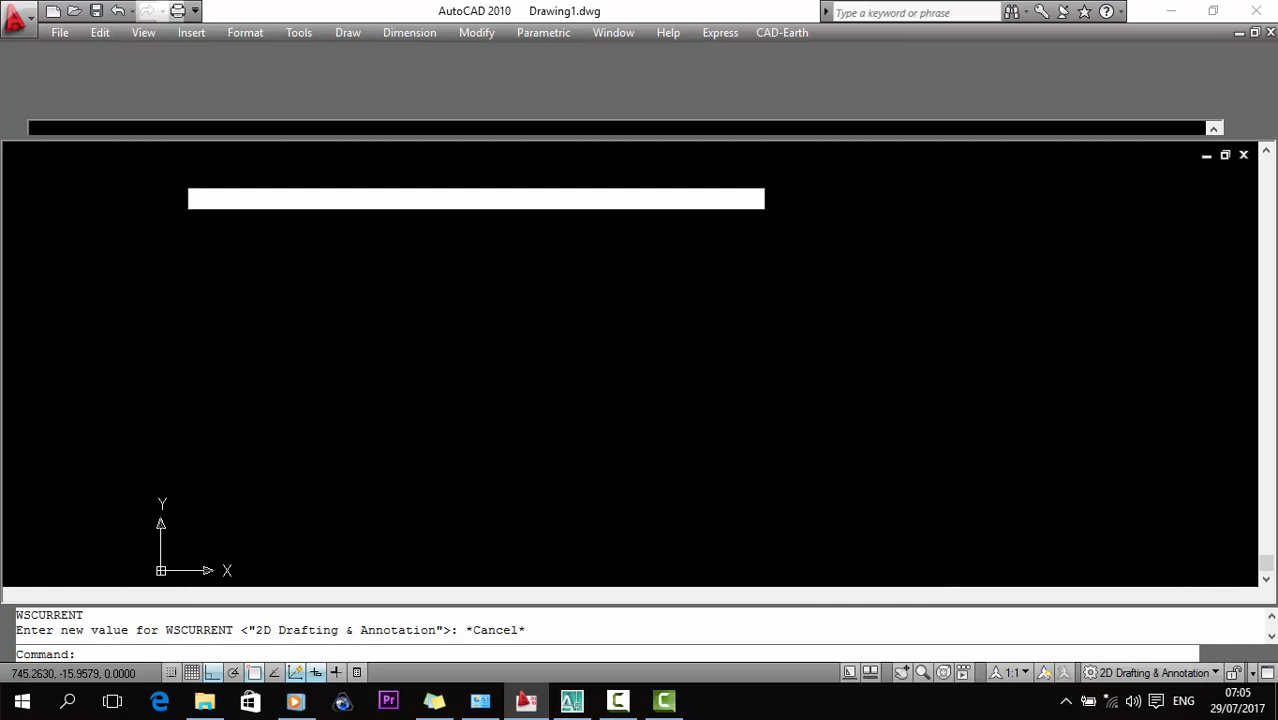 AutoCAD 2010 Drawing1.dwg
Type a keyword or phrase
File Edit View Insert Format Tools Draw Dimension Modify Parametric Window Help Express CAD-Earth
Y
X
WSCURRENT
Enter new value for WSCURRENT <"2D Drafting & Annotation">: *Cancel*
Command:
745.2630, -15.9579, 0.0000
1:1
2D Drafting & Annotation
Pr
ENG
07:05
29/07/2017